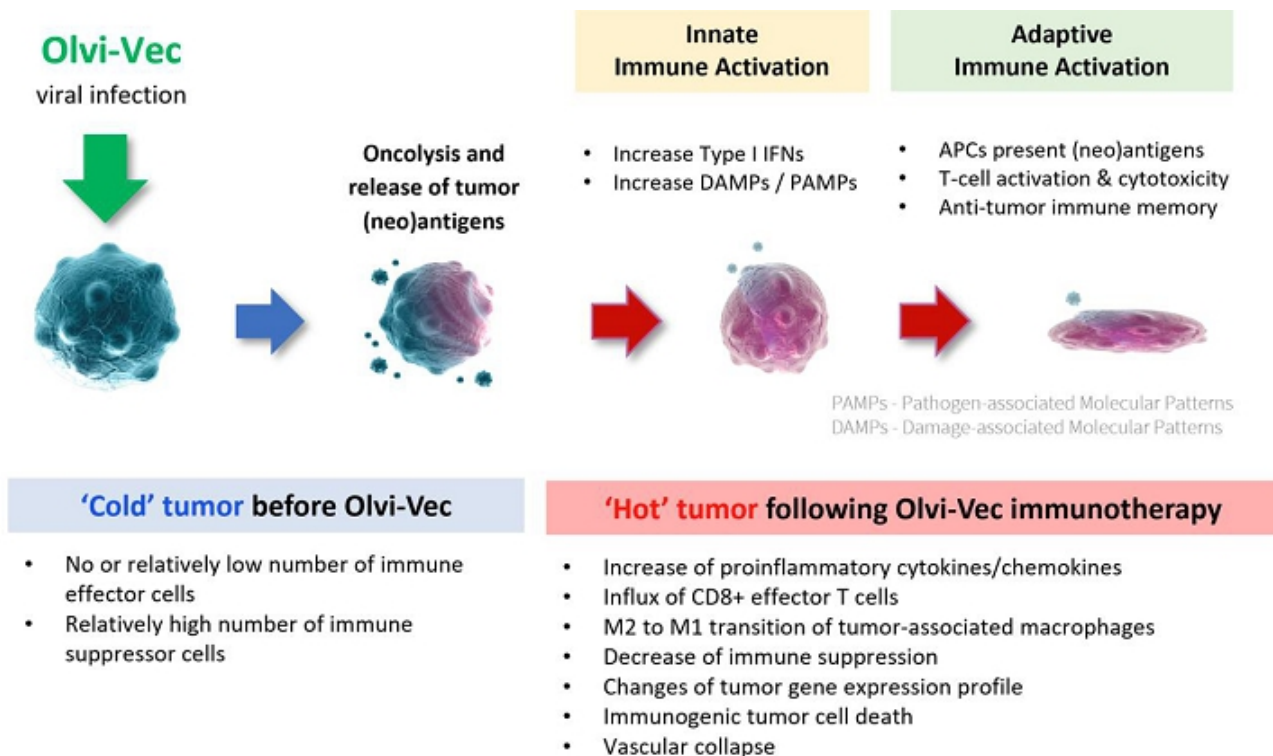 Olvi-Vec
viral infection
Oncolysis and
release of tumor
(neo)antigens
Innate
Immune Activation
• Increase Type I IFNs
• Increase DAMPs / PAMPs
Adaptive
Immune Activation
• APCs present (neo)antigens
• T-cell activation & cytotoxicity
• Anti-tumor immune memory
PAMPs - Pathogen-associated Molecular Patterns
DAMPs - Damage-associated Molecular Patterns
‘Cold’ tumor before Olvi-Vec
• No or relatively low number of immune
effector cells
• Relatively high number of immune
suppressor cells
‘Hot’ tumor following Olvi-Vec immunotherapy
• Increase of proinflammatory cytokines/chemokines
• Influx of CD8+ effector T cells
• M2 to M1 transition of tumor-associated macrophages
• Decrease of immune suppression
• Changes of tumor gene expression profile
• Immunogenic tumor cell death
• Vascular collapse